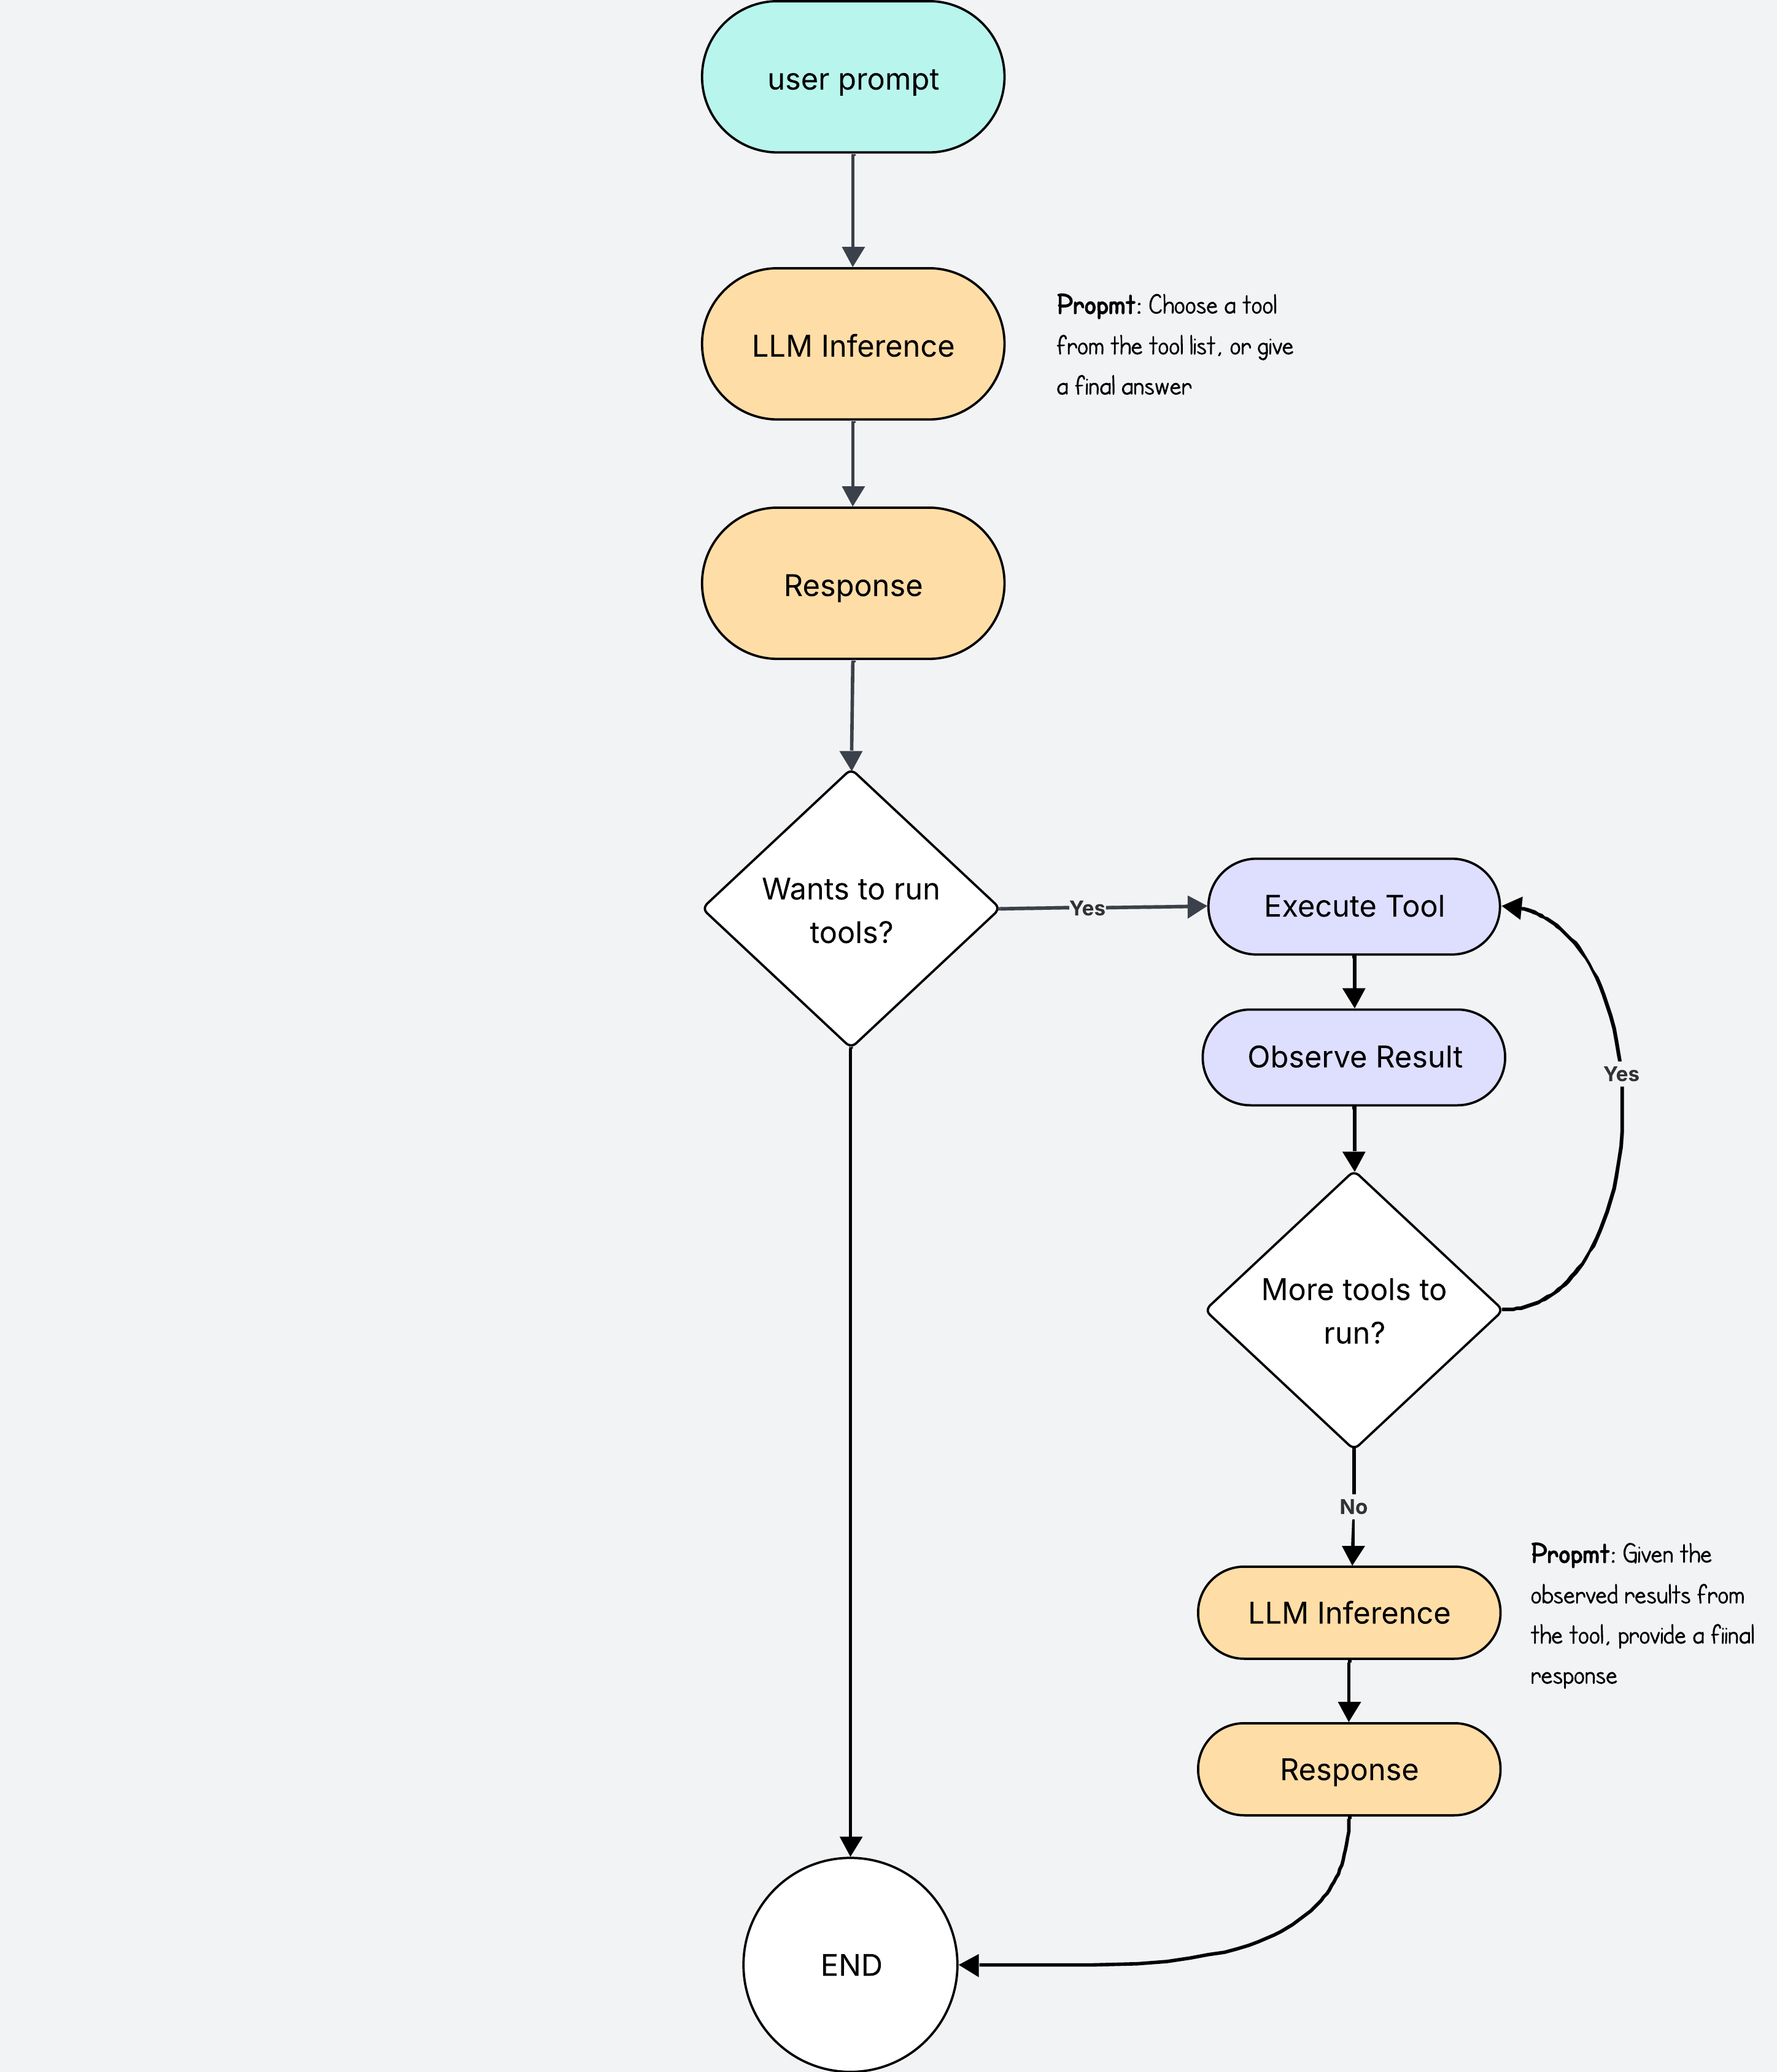 user prompt
LLM Inference
Propmt: Choose a tool
from the tool list, or give
a final answer
Response
Wants to run
tools?
Yes
Execute Tool
Observe Result
Yes
More tools to
run?
No
LLM Inference
Propmt: Given the
observed results from
the tool, provide a fiinal
response
Response
END